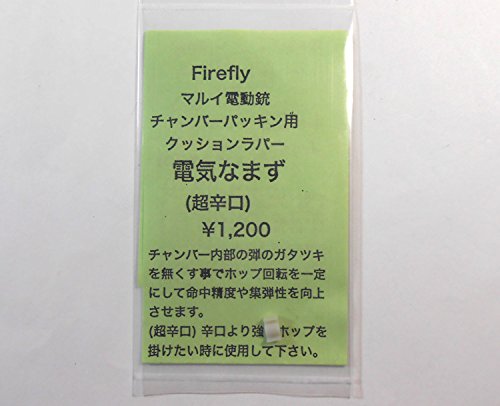 Firefly
マルイ電動銃
チャンバーパッキン用
クッションラバー
電気なまず
(超辛口)
¥1,200
チャンバー内部の弾のガタツキ
を無くす事でホップ回転を一定
にして命中精度や集弾性を向上
させます。
(超辛口) 辛口より強 ホップを
掛けたい時に使用して下さい。